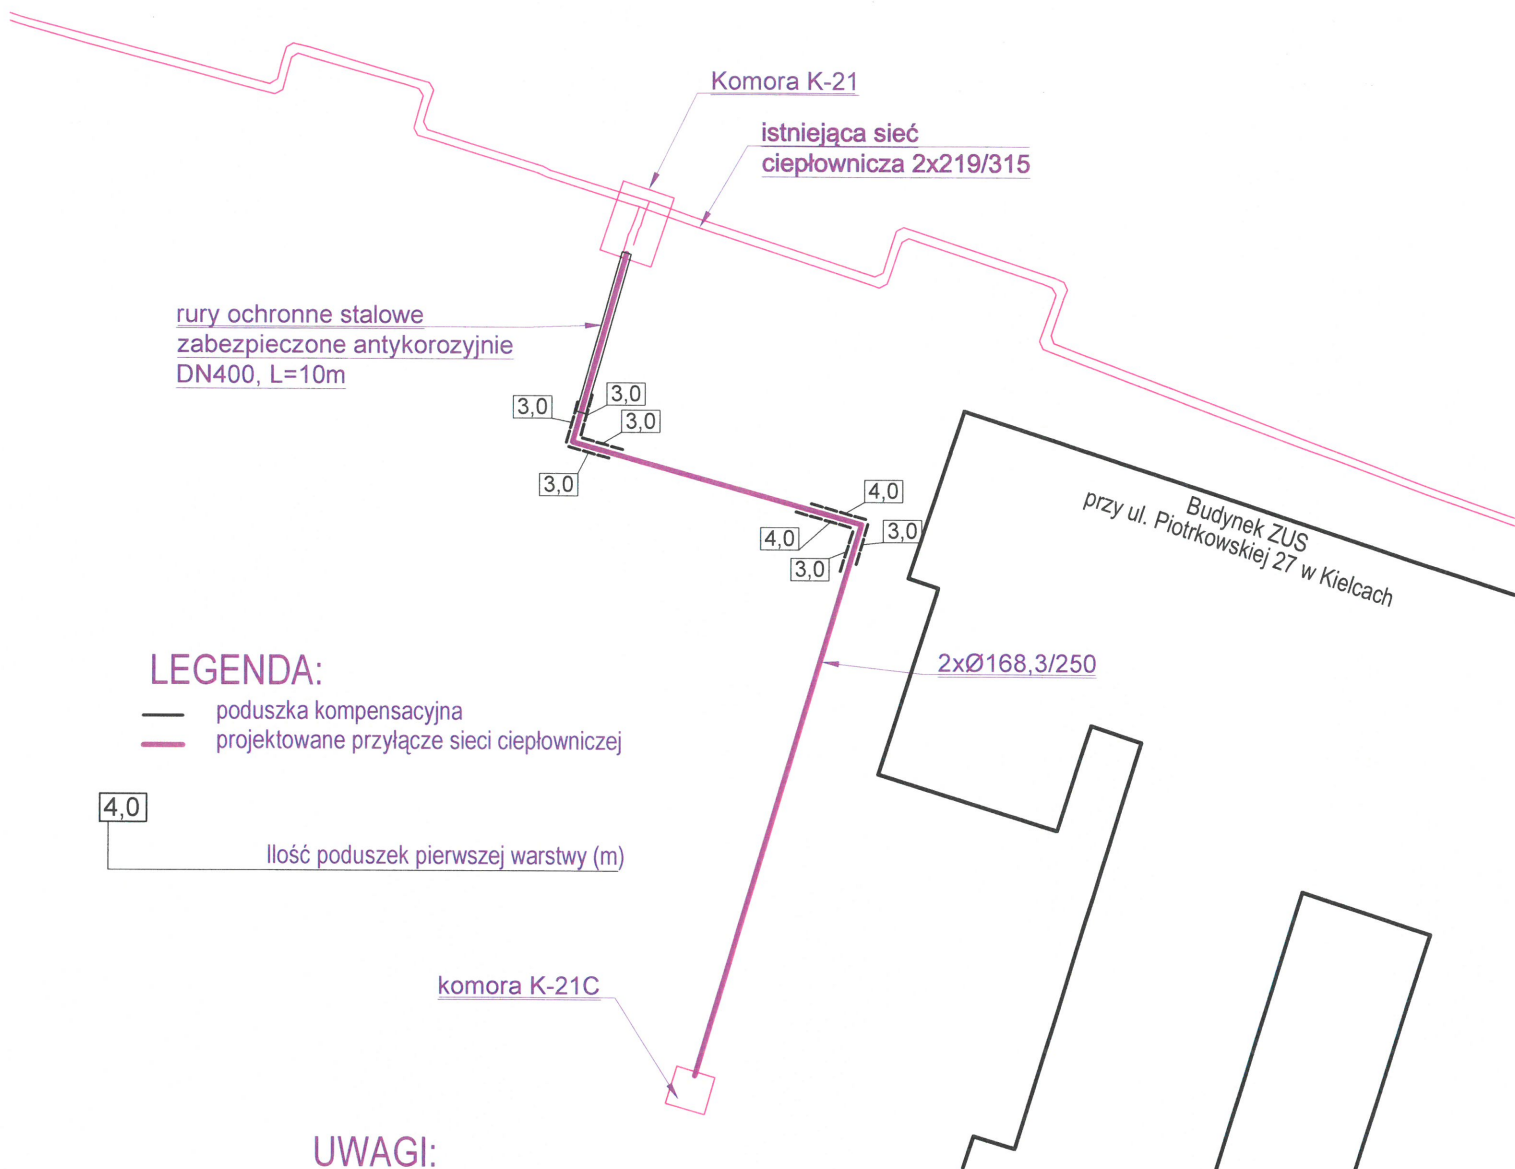 Komora K-21
istniejąca sieć
ciepłownicza 2x219/315
rury ochronne stalowe
zabezpieczone antykorozyjnie
DN400, L=10m
3,0
3,0
3,0
3,0
4,0
4,0
3,0
3,0
Budynek ZUS
przy ul. Piotrkowskiej 27 w Kielcach
2xØ168,3/250
LEGENDA:
poduszka kompensacyjna
projektowane przyłącze sieci ciepłowniczej
4,0
Ilość poduszek pierwszej warstwy (m)
komora K-21C
UWAGI: